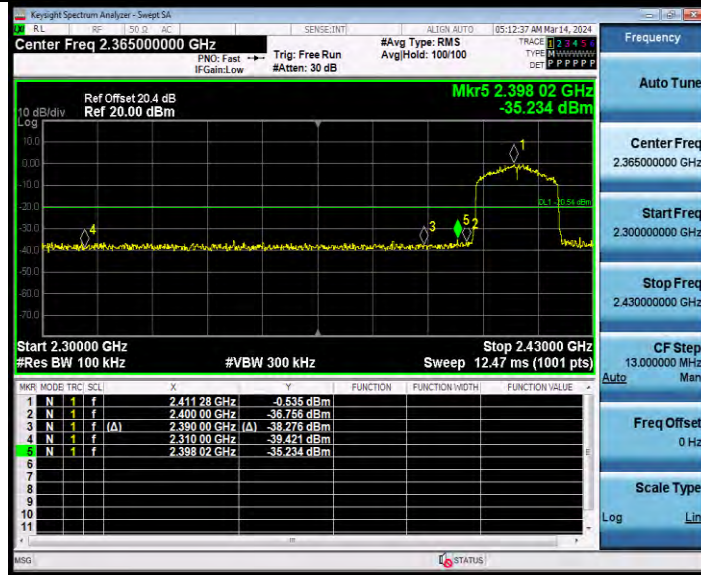 Keysight Spectrum Analyzer - Swept SA
RL RF 50 Ω AC SENSE:INT ALIGN AUTO 05:12:37 AM Mar 14, 2024
Center Freq 2.365000000 GHz
PNO: Fast
IFGain:Low
Trig: Free Run
#Atten: 30 dB
#Avg Type: RMS
Avg|Hold: 100/100
TRACE 1 2 3 4 5 6
TYPE M
DET P P P P P P
Ref Offset 20.4 dB
Ref 20.00 dBm
10 dB/div
Log
Mkr5 2.398 02 GHz
-35.234 dBm
10.0
0.00
-10.0
-20.0
-30.0
-40.0
-50.0
-60.0
-70.0
1
DL1 -20.54 dBm
4
3
5
2
Start 2.30000 GHz
Stop 2.43000 GHz
#Res BW 100 kHz
#VBW 300 kHz
Sweep 12.47 ms (1001 pts)
MKR MODE TRC SCL X Y FUNCTION FUNCTION WIDTH FUNCTION VALUE
1 N 1 f 2.411 28 GHz -0.535 dBm
2 N 1 f 2.400 00 GHz -36.756 dBm
3 N 1 f (Δ) 2.390 00 GHz (Δ) -38.276 dBm
4 N 1 f 2.310 00 GHz -39.421 dBm
5 N 1 f 2.398 02 GHz -35.234 dBm
6
7
8
9
10
11
MSG
STATUS
Frequency
Auto Tune
Center Freq
2.365000000 GHz
Start Freq
2.300000000 GHz
Stop Freq
2.430000000 GHz
CF Step
13.000000 MHz
Auto Man
Freq Offset
0 Hz
Scale Type
Log Lin